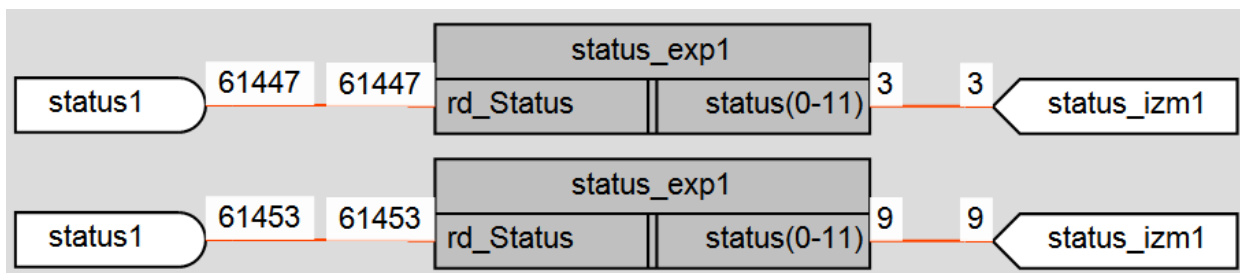 status_exp1
status1 61447 61447 rd_Status status(0-11) 3 3 status_izm1
status_exp1
status1 61453 61453 rd_Status status(0-11) 9 9 status_izm1